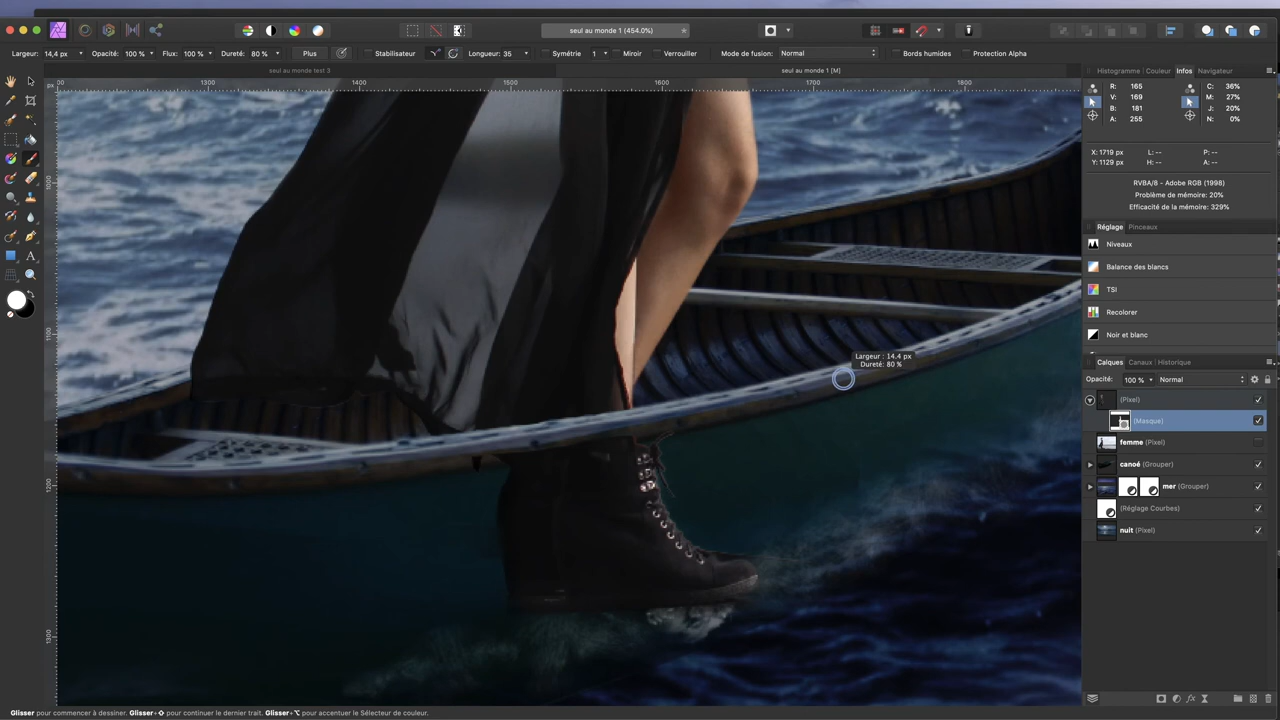 seul au monde 1 (454.0%)
Largeur: 14,4 px Opacité: 100 % Flux: 100 % Dureté: 80 % Plus Stabilisateur Longueur: 35 Symétrie 1 Miroir Verrouiller Mode de fusion: Normal Bords humides Protection Alpha
seul au monde test 3 seul au monde 1 [M]
px 00 1300 1400 1500 1600 1700 1800
1000
1100
1200
1300
Largeur : 14.4 px
Dureté: 80 %
Histogramme Couleur Infos Navigateur
R: 165 C: 36%
V: 169 M: 27%
B: 181 J: 20%
A: 255 N: 0%
X: 1719 px L: -- P: --
Y: 1129 px H: -- A: --
RVBA/8 - Adobe RGB (1998)
Problème de mémoire: 20%
Efficacité de la mémoire: 329%
Réglage Pinceaux
Niveaux
Balance des blancs
TSI
Recolorer
Noir et blanc
Calques Canaux Historique
Opacité: 100 % Normal
(Pixel)
(Masque)
femme (Pixel)
canoé (Grouper)
mer (Grouper)
(Réglage Courbes)
nuit (Pixel)
Glisser pour commencer à dessiner. Glisser+⇧ pour continuer le dernier trait. Glisser+⌥ pour accentuer le Sélecteur de couleur.